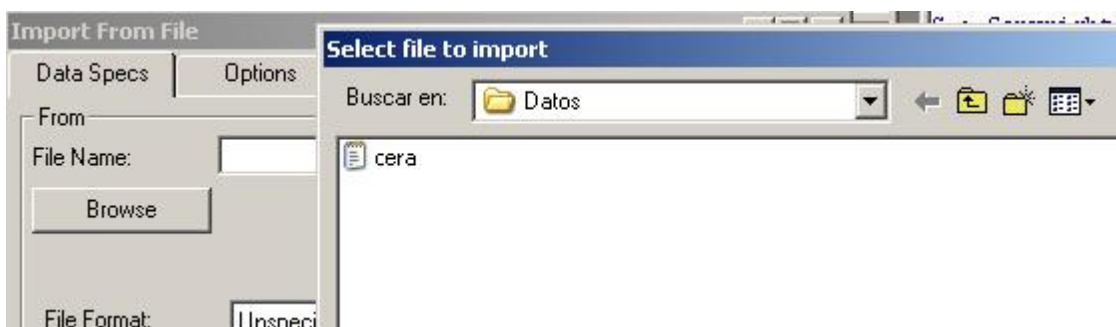 Import From File
Select file to import
Data Specs
Options
Buscar en:
Datos
From
File Name:
cera
Browse
File Format: